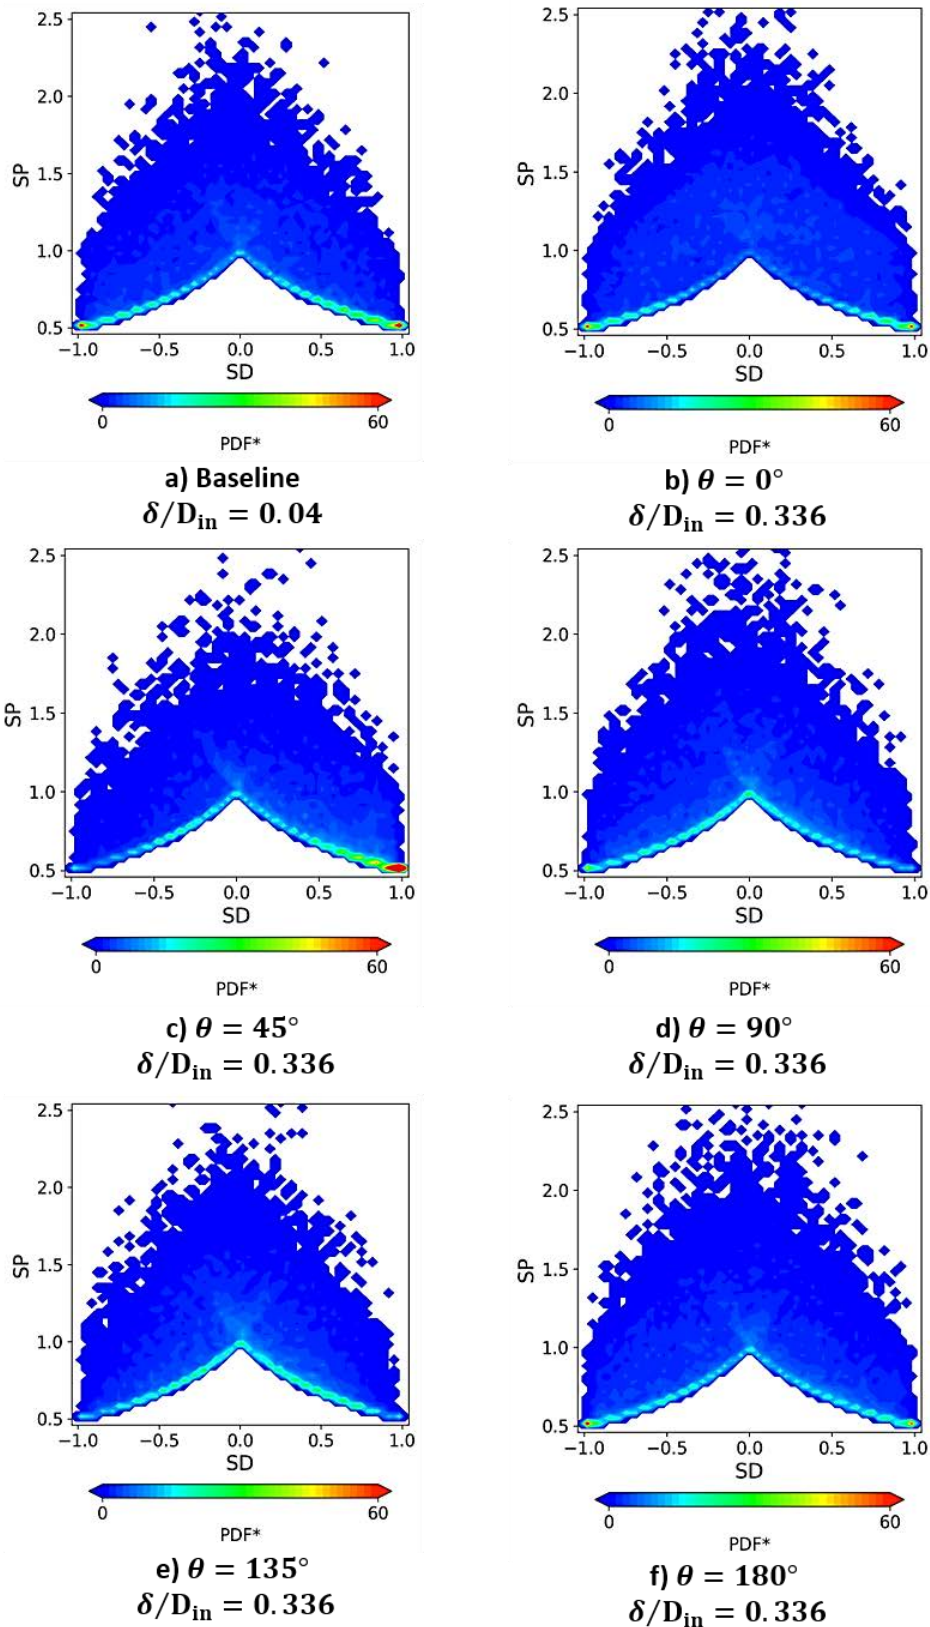 2.5
2.0
1.5
1.0
0.5
SP
−1.0 −0.5 0.0 0.5 1.0
SD
0 60
PDF*
a) Baseline
δ/D_in = 0.04
2.5
2.0
1.5
1.0
0.5
SP
−1.0 −0.5 0.0 0.5 1.0
SD
0 60
PDF*
b) θ = 0°
δ/D_in = 0.336
2.5
2.0
1.5
1.0
0.5
SP
−1.0 −0.5 0.0 0.5 1.0
SD
0 60
PDF*
c) θ = 45°
δ/D_in = 0.336
2.5
2.0
1.5
1.0
0.5
SP
−1.0 −0.5 0.0 0.5 1.0
SD
0 60
PDF*
d) θ = 90°
δ/D_in = 0.336
2.5
2.0
1.5
1.0
0.5
SP
−1.0 −0.5 0.0 0.5 1.0
SD
0 60
PDF*
e) θ = 135°
δ/D_in = 0.336
2.5
2.0
1.5
1.0
0.5
SP
−1.0 −0.5 0.0 0.5 1.0
SD
0 60
PDF*
f) θ = 180°
δ/D_in = 0.336